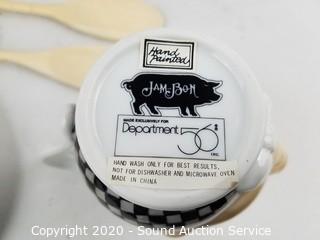 Hand
Painted
JAM-BON
MADE EXCLUSIVELY FOR
Department 56®
INC.
HAND WASH ONLY FOR BEST RESULTS,
NOT FOR DISHWASHER AND MICROWAVE OVEN
MADE IN CHINA
Copyright 2020 - Sound Auction Service